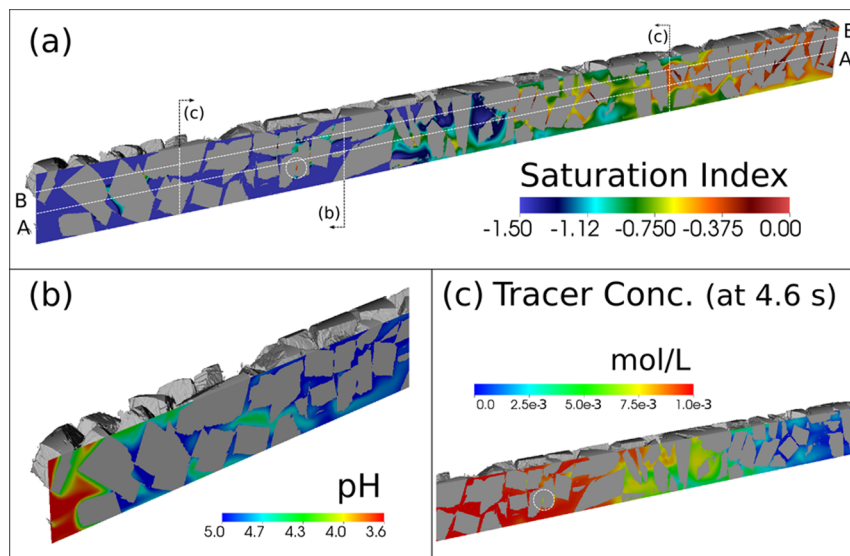 (a)
(c)
(c)
B
A
B
A
(b)
Saturation Index
-1.50 -1.12 -0.750 -0.375 0.00
(b)
pH
5.0 4.7 4.3 4.0 3.6
(c) Tracer Conc. (at 4.6 s)
mol/L
0.0 2.5e-3 5.0e-3 7.5e-3 1.0e-3